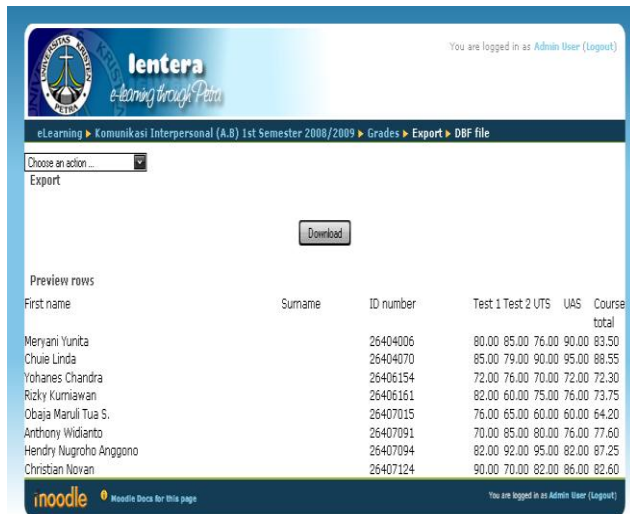 UNIVERSITAS KRISTEN
PETRA
lentera
e-learning through Petra
You are logged in as Admin User (Logout)
eLearning ▶ Komunikasi Interpersonal (A.B) 1st Semester 2008/2009 ▶ Grades ▶ Export ▶ DBF file
Choose an action ...
Export
Download
Preview rows
First name Surname ID number Test 1 Test 2 UTS UAS Course total
Meryani Yunita 26404006 80.00 85.00 76.00 90.00 83.50
Chuie Linda 26404070 85.00 79.00 90.00 95.00 88.55
Yohanes Chandra 26406154 72.00 76.00 70.00 72.00 72.30
Rizky Kurniawan 26406161 82.00 60.00 75.00 76.00 73.75
Obaja Maruli Tua S. 26407015 76.00 65.00 60.00 60.00 64.20
Anthony Widianto 26407091 70.00 85.00 80.00 76.00 77.60
Hendry Nugroho Anggono 26407094 82.00 92.00 95.00 82.00 87.25
Christian Novan 26407124 90.00 70.00 82.00 86.00 82.60
moodle
Moodle Docs for this page
You are logged in as Admin User (Logout)